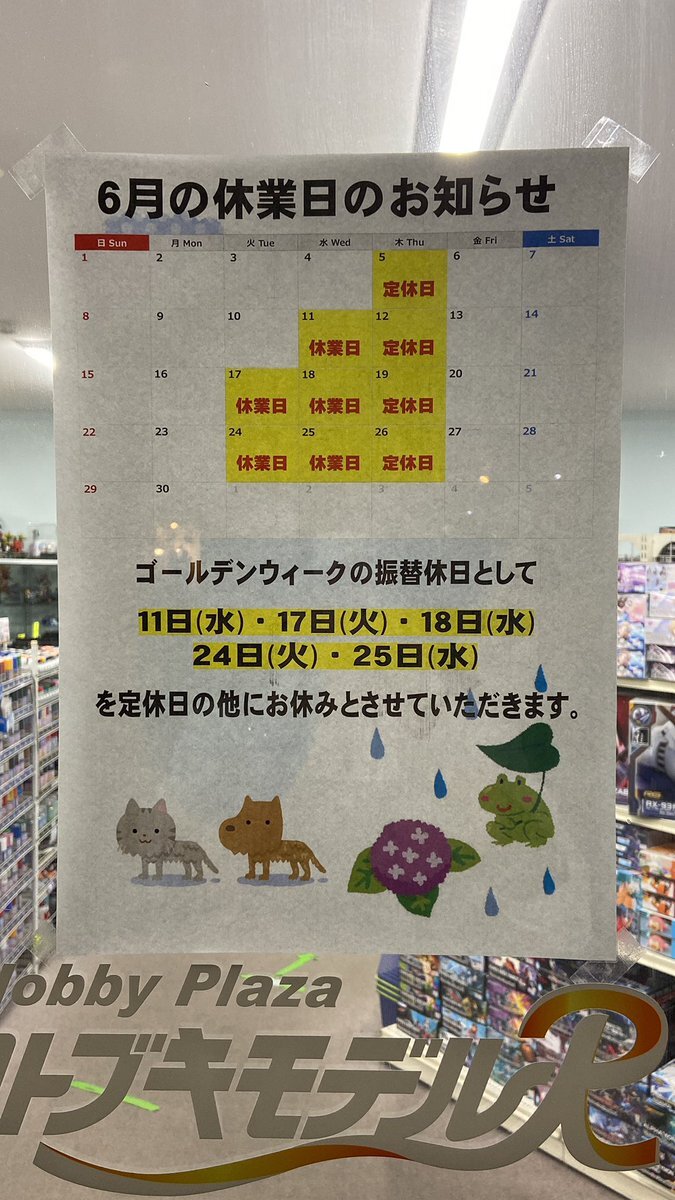 6月の休業日のお知らせ
日 Sun 月 Mon 火 Tue 水 Wed 木 Thu 金 Fri 土 Sat
1 2 3 4 5 6 7
定休日
8 9 10 11 12 13 14
休業日 定休日
15 16 17 18 19 20 21
休業日 休業日 定休日
22 23 24 25 26 27 28
休業日 休業日 定休日
29 30 1 2 3 4 5
ゴールデンウィークの振替休日として
11日(水)・17日(火)・18日(水)
24日(火)・25日(水)
を定休日の他にお休みとさせていただきます。
Hobby Plaza
コトブキモデルR